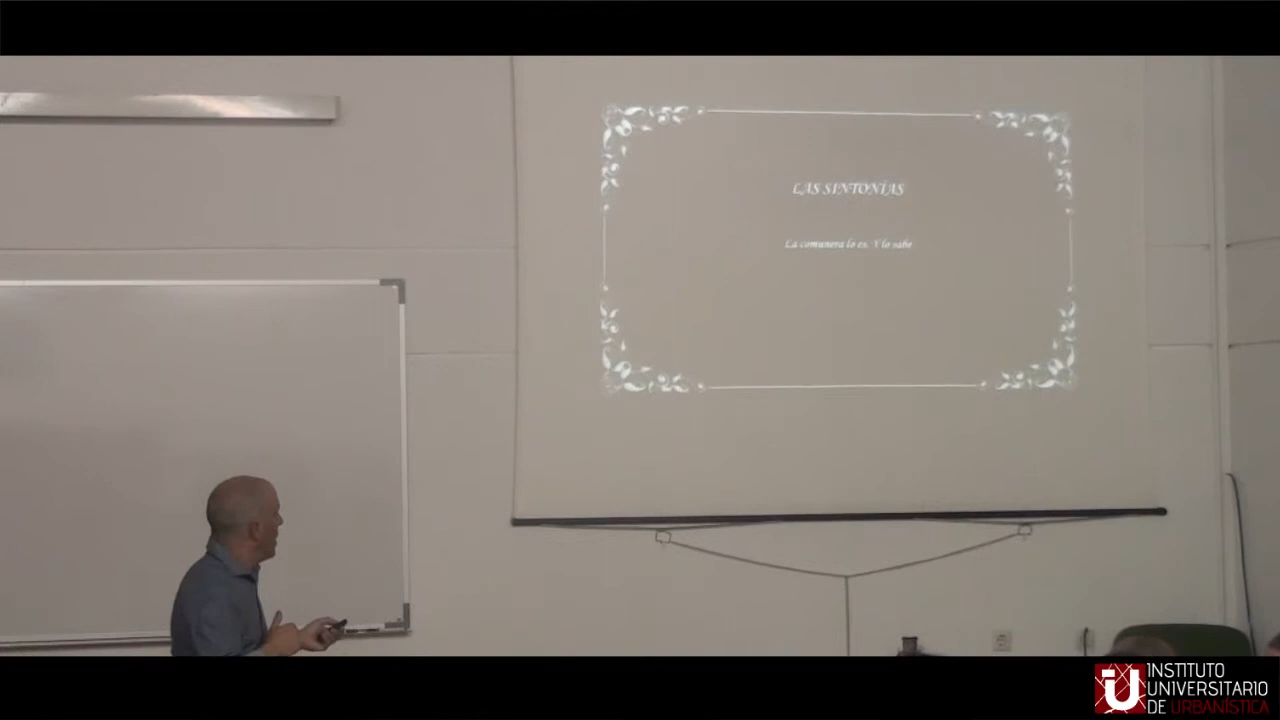 LAS SINTONÍAS
La comunera lo es. Y lo sabe
INSTITUTO
UNIVERSITARIO
DE URBANÍSTICA